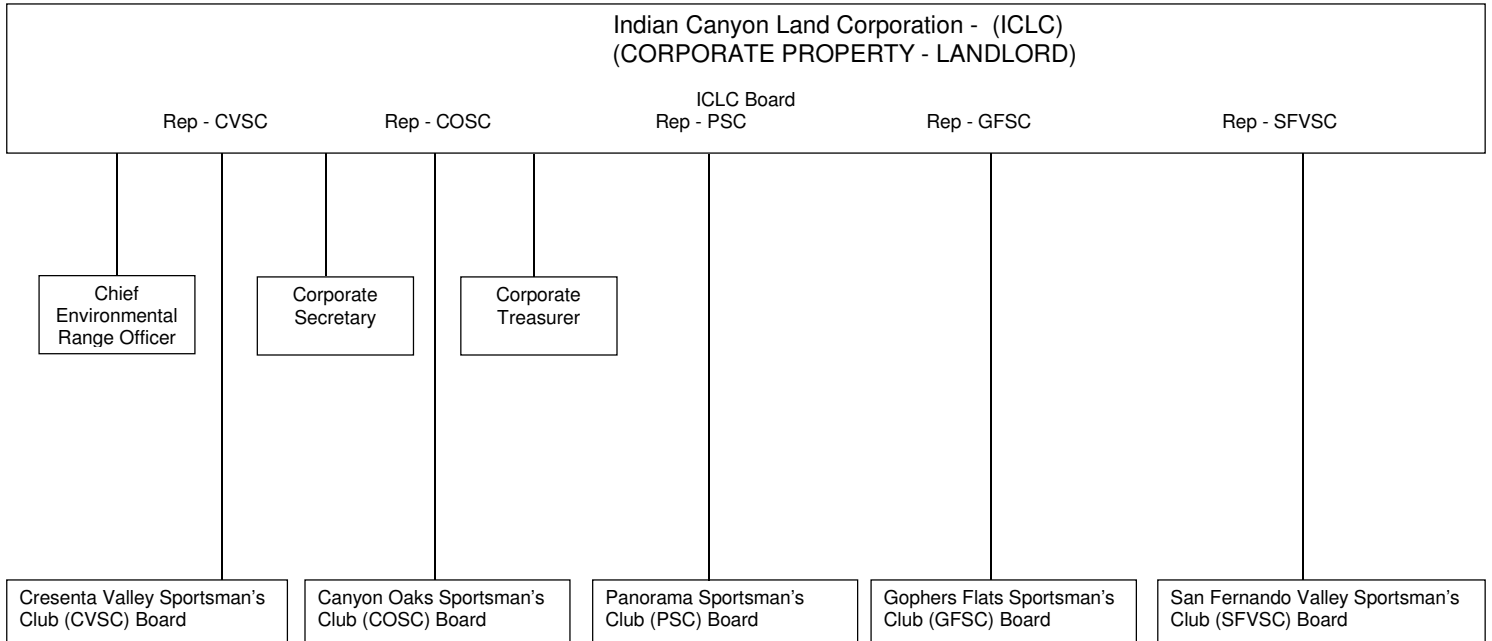 Indian Canyon Land Corporation - (ICLC)
(CORPORATE PROPERTY - LANDLORD)
ICLC Board
Rep - CVSC Rep - COSC Rep - PSC Rep - GFSC Rep - SFVSC
Chief
Environmental
Range Officer
Corporate
Secretary
Corporate
Treasurer
Cresenta Valley Sportsman's
Club (CVSC) Board
Canyon Oaks Sportsman's
Club (COSC) Board
Panorama Sportsman's
Club (PSC) Board
Gophers Flats Sportsman's
Club (GFSC) Board
San Fernando Valley Sportsman's
Club (SFVSC) Board